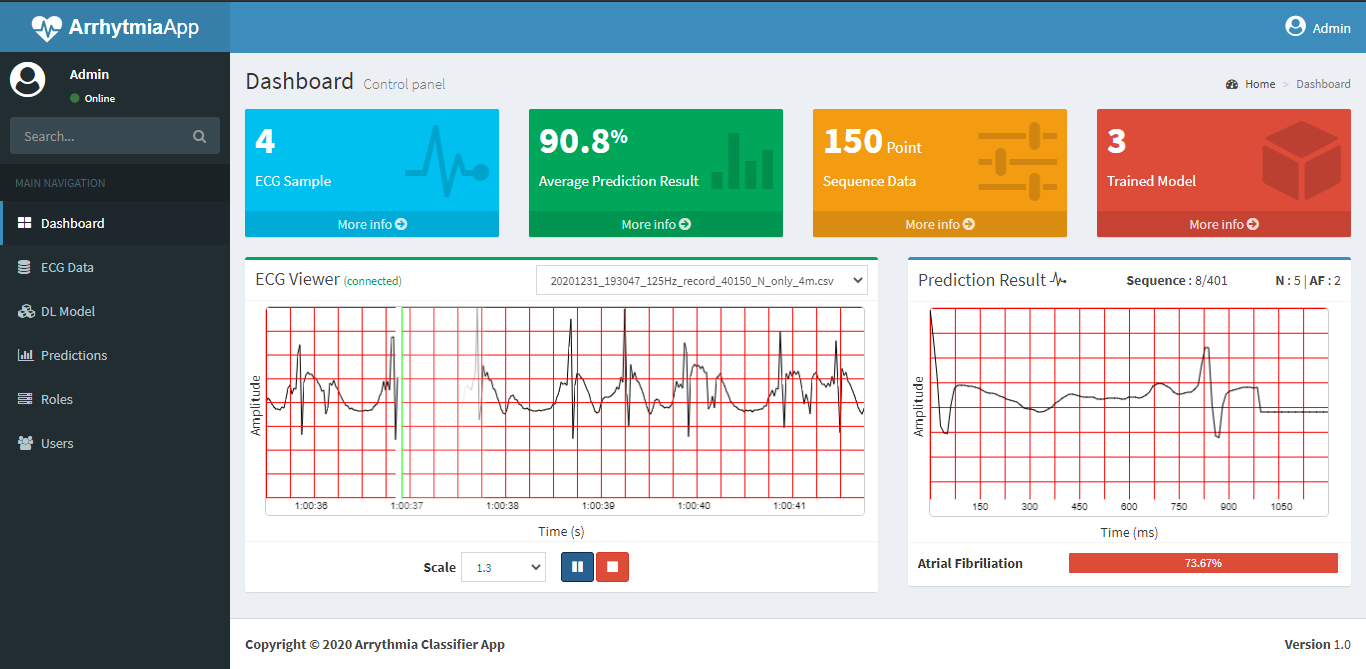 ArrhytmiaApp
Admin
Admin
Online
Search...
MAIN NAVIGATION
Dashboard
ECG Data
DL Model
Predictions
Roles
Users
Dashboard Control panel
Home > Dashboard
4
ECG Sample
More info
90.8%
Average Prediction Result
More info
150 Point
Sequence Data
More info
3
Trained Model
More info
ECG Viewer (connected)
20201231_193047_125Hz_record_40150_N_only_4m.csv
Amplitude
1:00:36 1:00:37 1:00:38 1:00:39 1:00:40 1:00:41
Time (s)
Scale 1.3
Prediction Result Sequence : 8/401 N : 5 | AF : 2
Amplitude
150 300 450 600 750 900 1050
Time (ms)
Atrial Fibriliation 73.67%
Copyright © 2020 Arrythmia Classifier App
Version 1.0